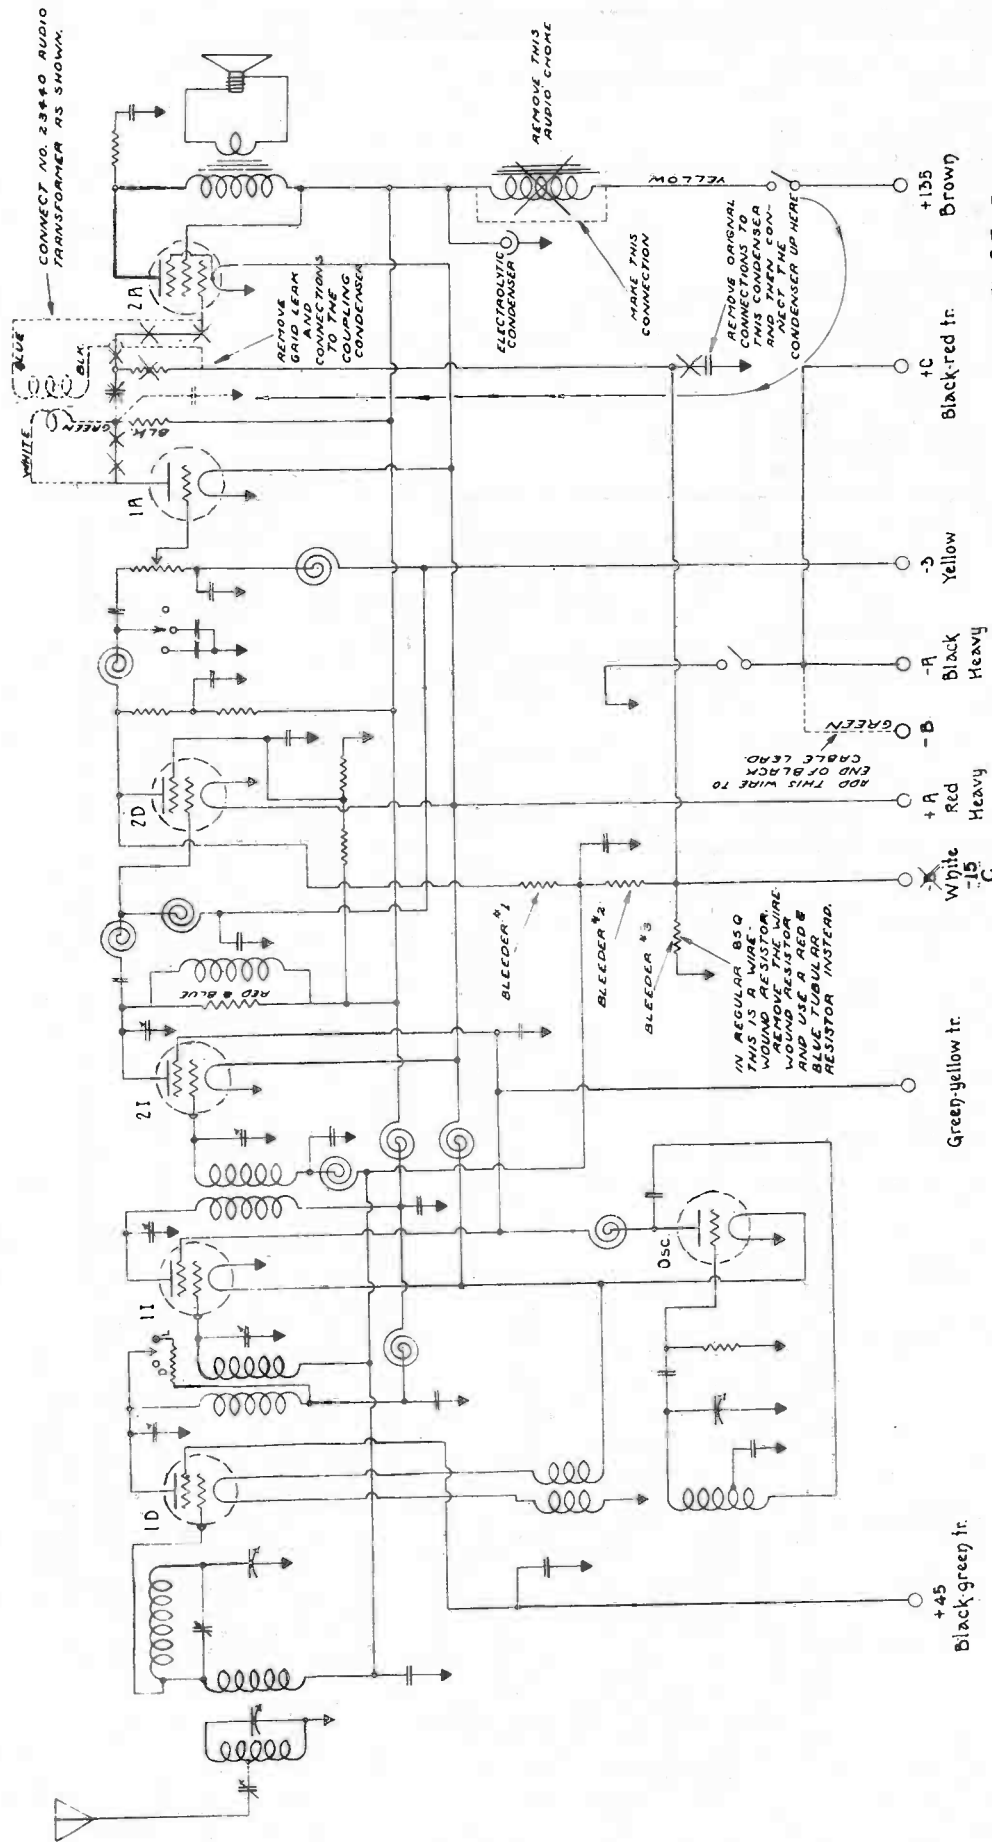 CONNECT NO. 23440 AUDIO
TRANSFORMER AS SHOWN.
WHITE
BLUE
GREEN
BLK.
BLK.
1D
D
L
1I
2I
2D
1A
2A
RED & BLUE
REMOVE
GRID LEAK
AND
CONNECTIONS
TO THE
COUPLING
CONDENSER
ELECTROLYTIC
CONDENSER
REMOVE THIS
AUDIO CHOKE
MAKE THIS
CONNECTION
YELLOW
Osc.
BLEEDER #1
BLEEDER #2
BLEEDER #3
IN REGULAR 85Q
THIS IS A WIRE-
WOUND RESISTOR.
REMOVE THE WIRE-
WOUND RESISTOR
AND USE A RED &
BLUE TUBULAR
RESISTOR INSTEAD.
REMOVE ORIGNAL
CONNECTIONS TO
THIS CONDENSER
AND THEN CON-
NECT THE
CONDENSER UP HERE
ADD THIS WIRE TO
END OF BLACK
CABLE LEAD.
GREEN
+45
Black-green tr.
Green-yellow tr.
White
-15
C
+A
Red
Heavy
-B
-A
Black
Heavy
-3
Yellow
+C
Black-red tr.
+135
Brown